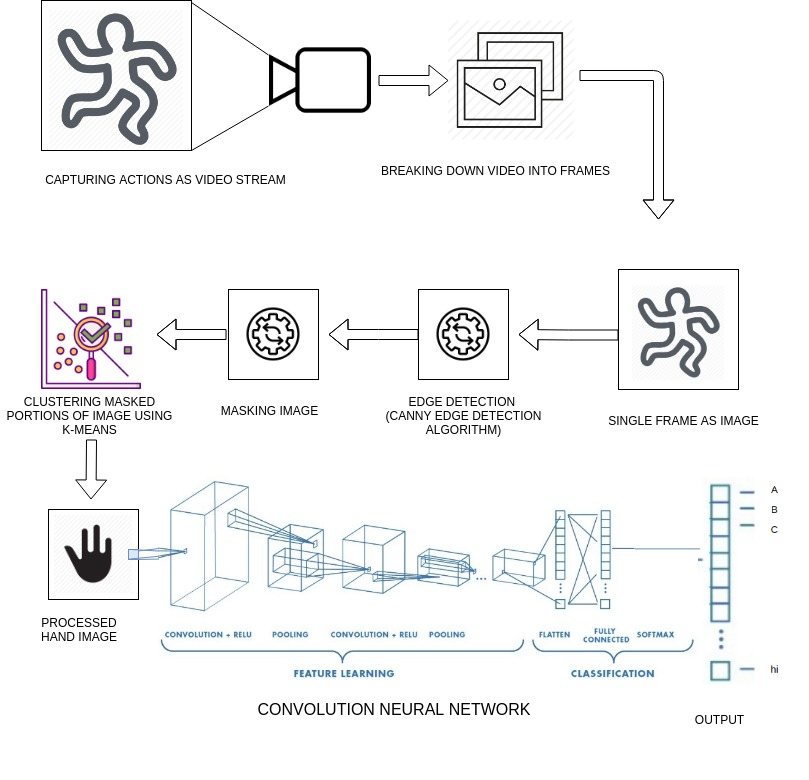 CAPTURING ACTIONS AS VIDEO STREAM
BREAKING DOWN VIDEO INTO FRAMES
SINGLE FRAME AS IMAGE
EDGE DETECTION
(CANNY EDGE DETECTION
ALGORITHM)
MASKING IMAGE
CLUSTERING MASKED
PORTIONS OF IMAGE USING
K-MEANS
PROCESSED
HAND IMAGE
CONVOLUTION + RELU
POOLING
CONVOLUTION + RELU
POOLING
...
FLATTEN
FULLY
CONNECTED
SOFTMAX
FEATURE LEARNING
CLASSIFICATION
CONVOLUTION NEURAL NETWORK
A
B
C
hi
OUTPUT